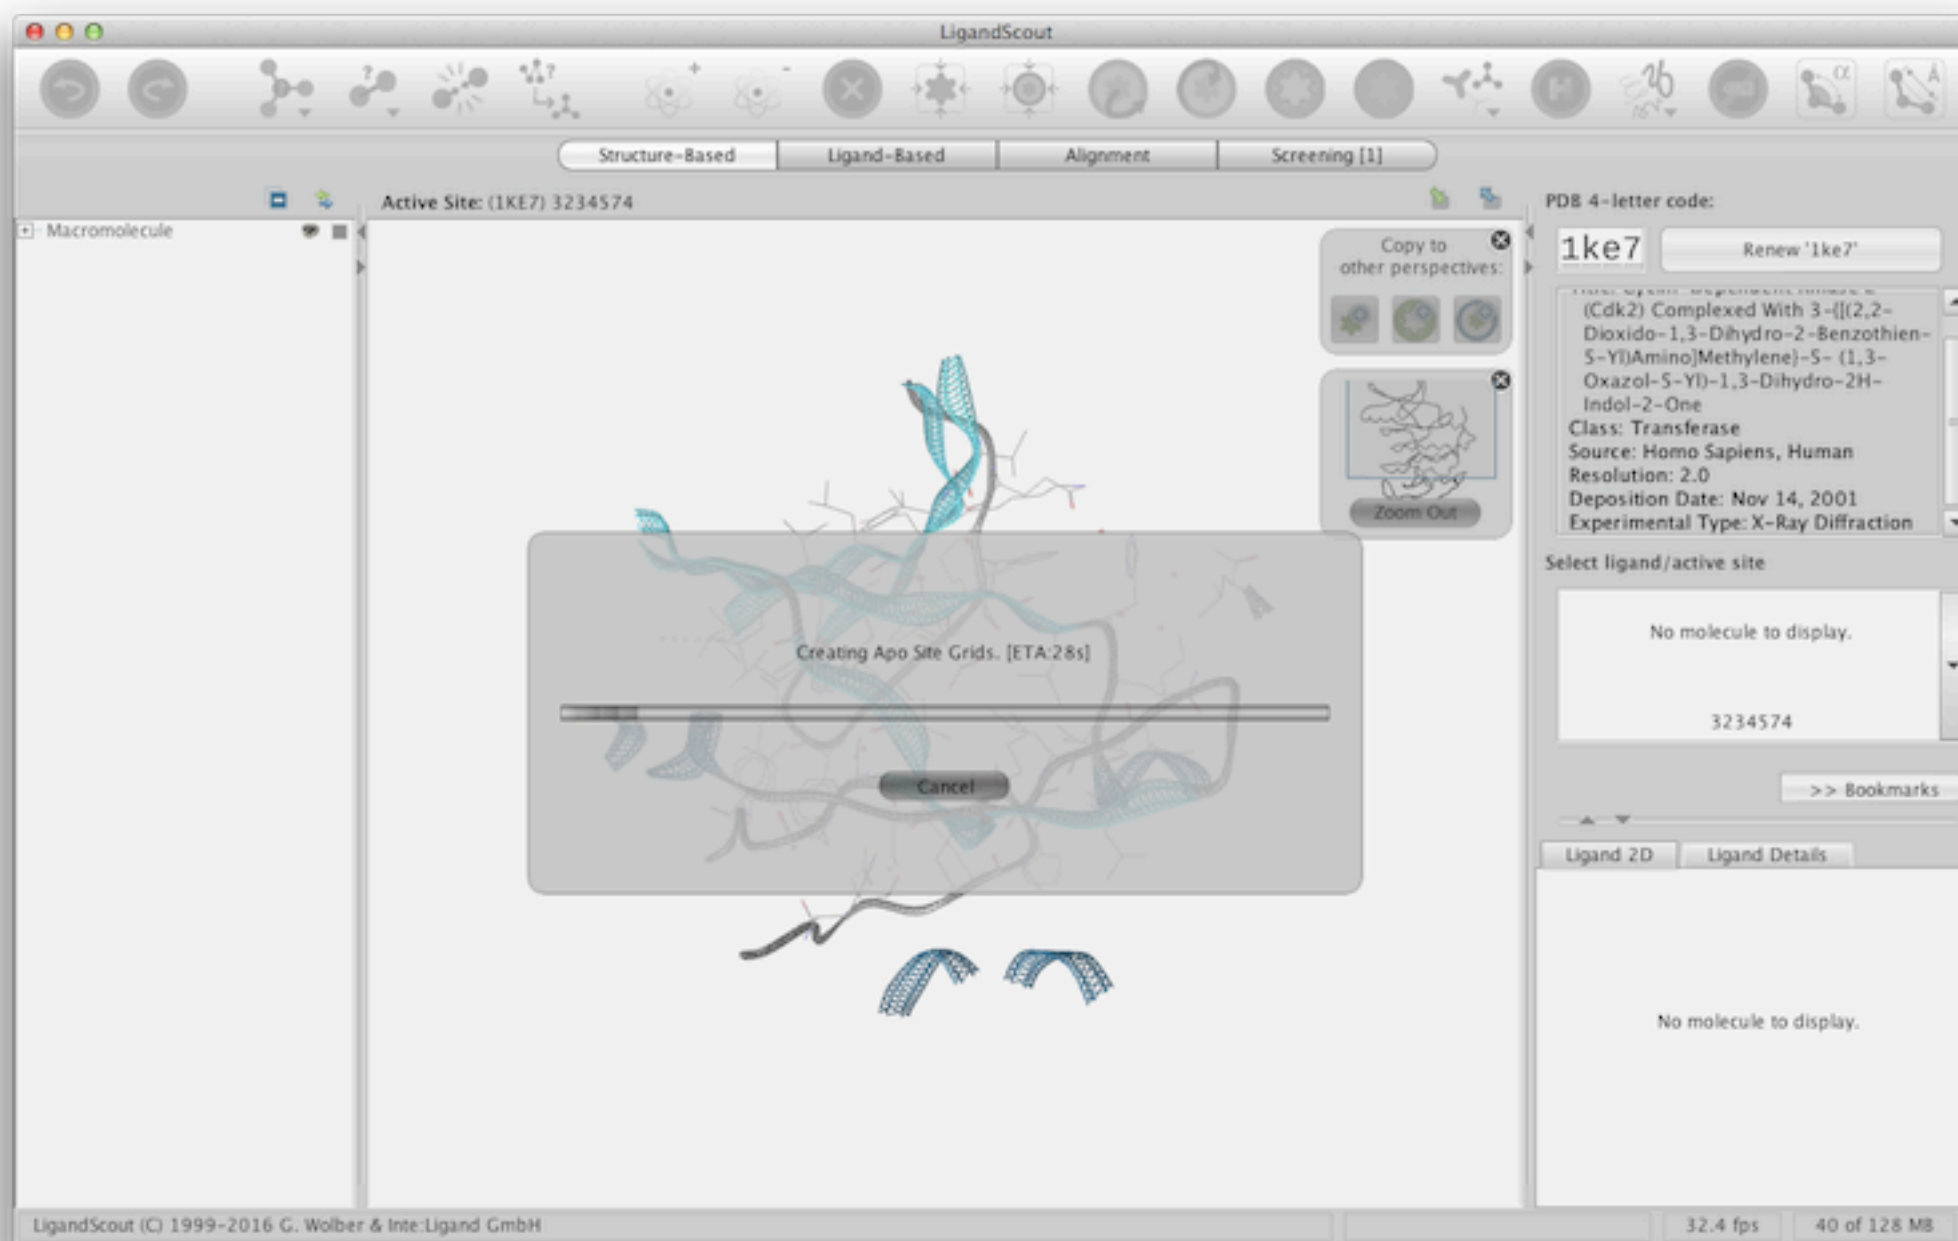 LigandScout
Structure-Based
Ligand-Based
Alignment
Screening [1]
Active Site: (1KE7) 3234574
Macromolecule
Copy to
other perspectives:
Zoom Out
Creating Apo Site Grids. [ETA:28s]
Cancel
PDB 4-letter code:
1ke7
Renew '1ke7'
Title: Cyclin-Dependent Kinase 2
(Cdk2) Complexed With 3-{[(2,2-
Dioxido-1,3-Dihydro-2-Benzothien-
5-Yl)Amino]Methylene}-5- (1,3-
Oxazol-5-Yl)-1,3-Dihydro-2H-
Indol-2-One
Class: Transferase
Source: Homo Sapiens, Human
Resolution: 2.0
Deposition Date: Nov 14, 2001
Experimental Type: X-Ray Diffraction
Select ligand/active site
No molecule to display.
3234574
>> Bookmarks
Ligand 2D
Ligand Details
No molecule to display.
LigandScout (C) 1999-2016 G. Wolber & Inte:Ligand GmbH
32.4 fps
40 of 128 MB